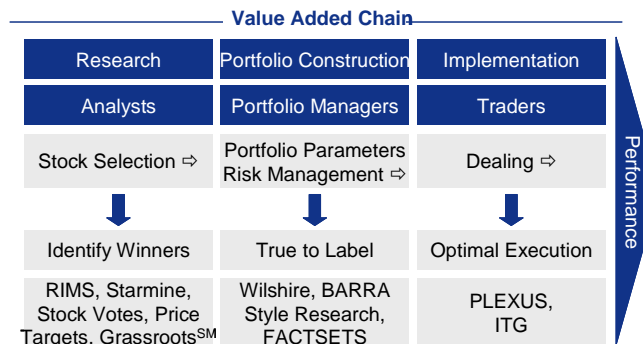 Value Added Chain
Research
Portfolio Construction
Implementation
Analysts
Portfolio Managers
Traders
Stock Selection ⇨
Portfolio Parameters
Risk Management ⇨
Dealing ⇨
Identify Winners
True to Label
Optimal Execution
RIMS, Starmine,
Stock Votes, Price
Targets, Grassroots℠
Wilshire, BARRA
Style Research,
FACTSETS
PLEXUS,
ITG
Performance